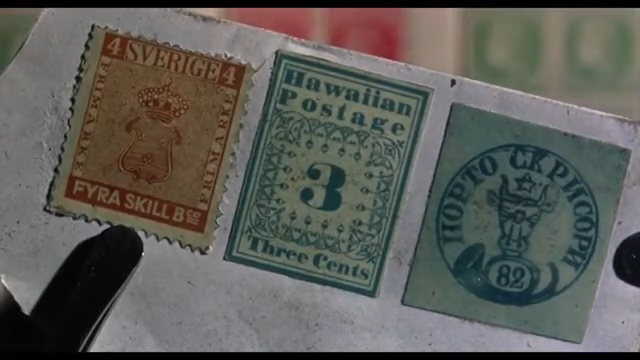 4 SVERIGE 4
FRIMARKE
FRIMARKE
FYRA SKILL Bco
Hawaiian
Postage
3
Three Cents
ПОРТО СКРИСОРИ
82